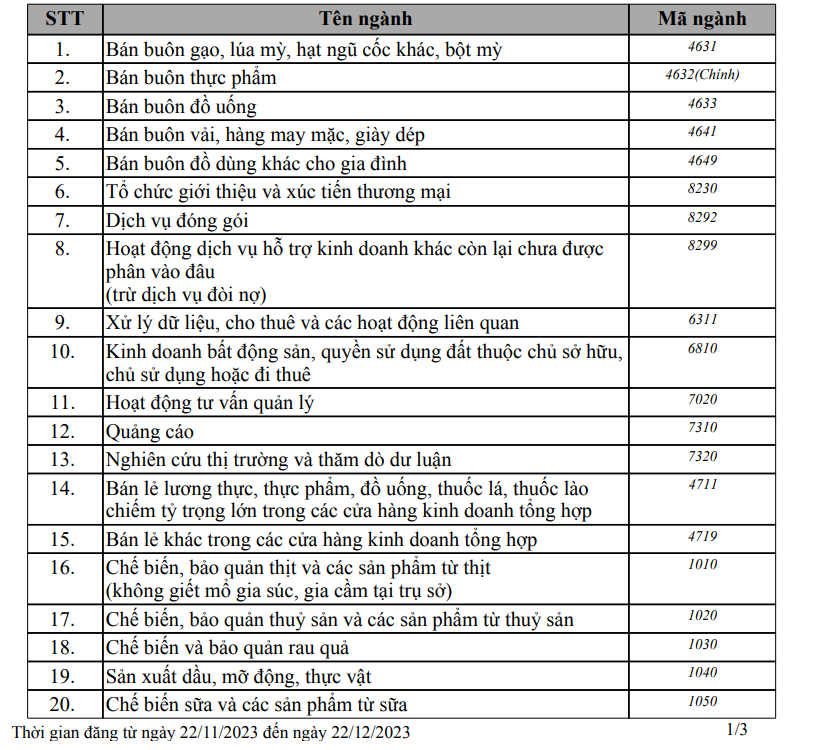 STT Tên ngành Mã ngành
1. Bán buôn gạo, lúa mỳ, hạt ngũ cốc khác, bột mỳ 4631
2. Bán buôn thực phẩm 4632(Chính)
3. Bán buôn đồ uống 4633
4. Bán buôn vải, hàng may mặc, giày dép 4641
5. Bán buôn đồ dùng khác cho gia đình 4649
6. Tổ chức giới thiệu và xúc tiến thương mại 8230
7. Dịch vụ đóng gói 8292
8. Hoạt động dịch vụ hỗ trợ kinh doanh khác còn lại chưa được 8299
phân vào đâu
(trừ dịch vụ đòi nợ)
9. Xử lý dữ liệu, cho thuê và các hoạt động liên quan 6311
10. Kinh doanh bất động sản, quyền sử dụng đất thuộc chủ sở hữu, 6810
chủ sử dụng hoặc đi thuê
11. Hoạt động tư vấn quản lý 7020
12. Quảng cáo 7310
13. Nghiên cứu thị trường và thăm dò dư luận 7320
14. Bán lẻ lương thực, thực phẩm, đồ uống, thuốc lá, thuốc lào 4711
chiếm tỷ trọng lớn trong các cửa hàng kinh doanh tổng hợp
15. Bán lẻ khác trong các cửa hàng kinh doanh tổng hợp 4719
16. Chế biến, bảo quản thịt và các sản phẩm từ thịt 1010
(không giết mổ gia súc, gia cầm tại trụ sở)
17. Chế biến, bảo quản thuỷ sản và các sản phẩm từ thuỷ sản 1020
18. Chế biến và bảo quản rau quả 1030
19. Sản xuất dầu, mỡ động, thực vật 1040
20. Chế biến sữa và các sản phẩm từ sữa 1050
Thời gian đăng từ ngày 22/11/2023 đến ngày 22/12/2023 1/3